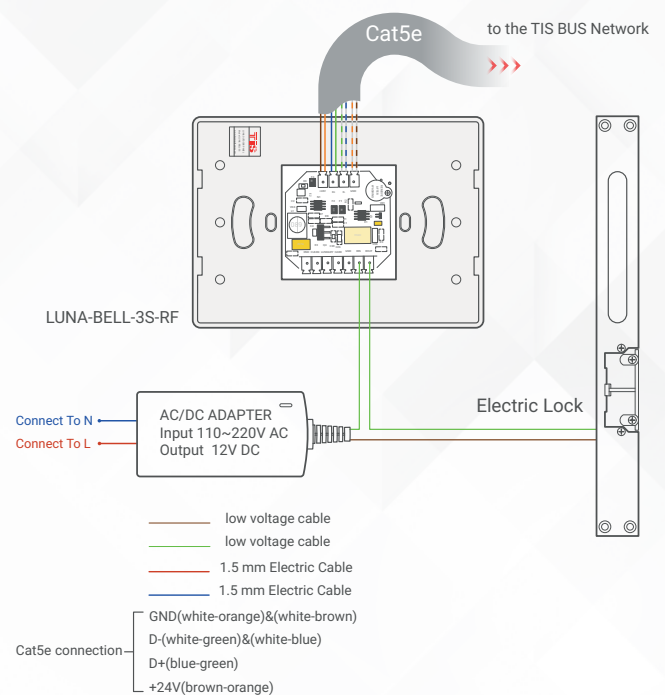 Cat5e
to the TIS BUS Network
TIS
LUNA-BELL-3S-RF
Electric Lock
Connect To N
Connect To L
AC/DC ADAPTER
Input 110~220V AC
Output 12V DC
low voltage cable
low voltage cable
1.5 mm Electric Cable
1.5 mm Electric Cable
Cat5e connection
GND(white-orange)&(white-brown)
D-(white-green)&(white-blue)
D+(blue-green)
+24V(brown-orange)